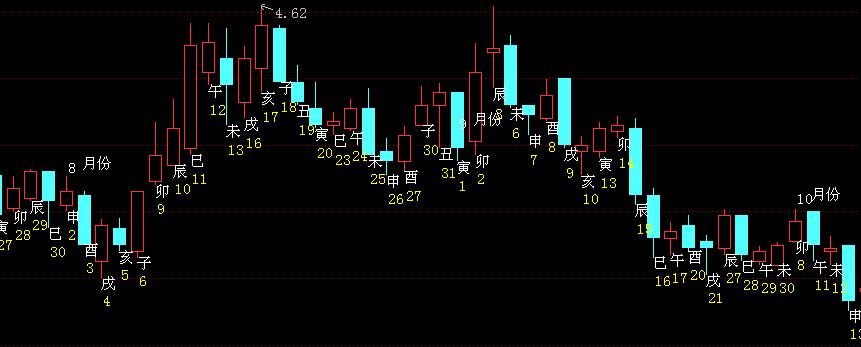 4.62
寅
27
卯
28
辰
29
巳
30
8 月份
申
2
酉
3
戌
4
亥
5
子
6
卯
9
辰
10
巳
11
午
12
未
13
戌
16
亥
17
子
18
丑
19
寅
20
巳
23
午
24
未
25
申
26
酉
27
子
30
丑
31
9 月份
寅
1
卯
2
辰
3
未
6
申
7
酉
8
戌
9
亥
10
寅
13
卯
14
辰
15
巳
16
午
17
酉
20
戌
21
辰
27
巳
28
午
29
未
30
10月份
卯
8
午
11
未
12
申
13